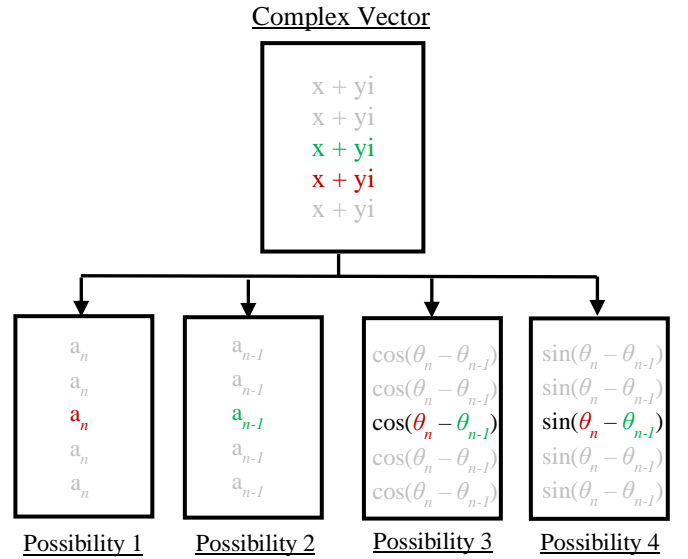 Complex Vector
x + yi
x + yi
x + yi
x + yi
x + yi
aₙ
aₙ
aₙ
aₙ
aₙ
Possibility 1
aₙ₋₁
aₙ₋₁
aₙ₋₁
aₙ₋₁
aₙ₋₁
Possibility 2
cos(θₙ – θₙ₋₁)
cos(θₙ – θₙ₋₁)
cos(θₙ – θₙ₋₁)
cos(θₙ – θₙ₋₁)
cos(θₙ – θₙ₋₁)
Possibility 3
sin(θₙ – θₙ₋₁)
sin(θₙ – θₙ₋₁)
sin(θₙ – θₙ₋₁)
sin(θₙ – θₙ₋₁)
sin(θₙ – θₙ₋₁)
Possibility 4